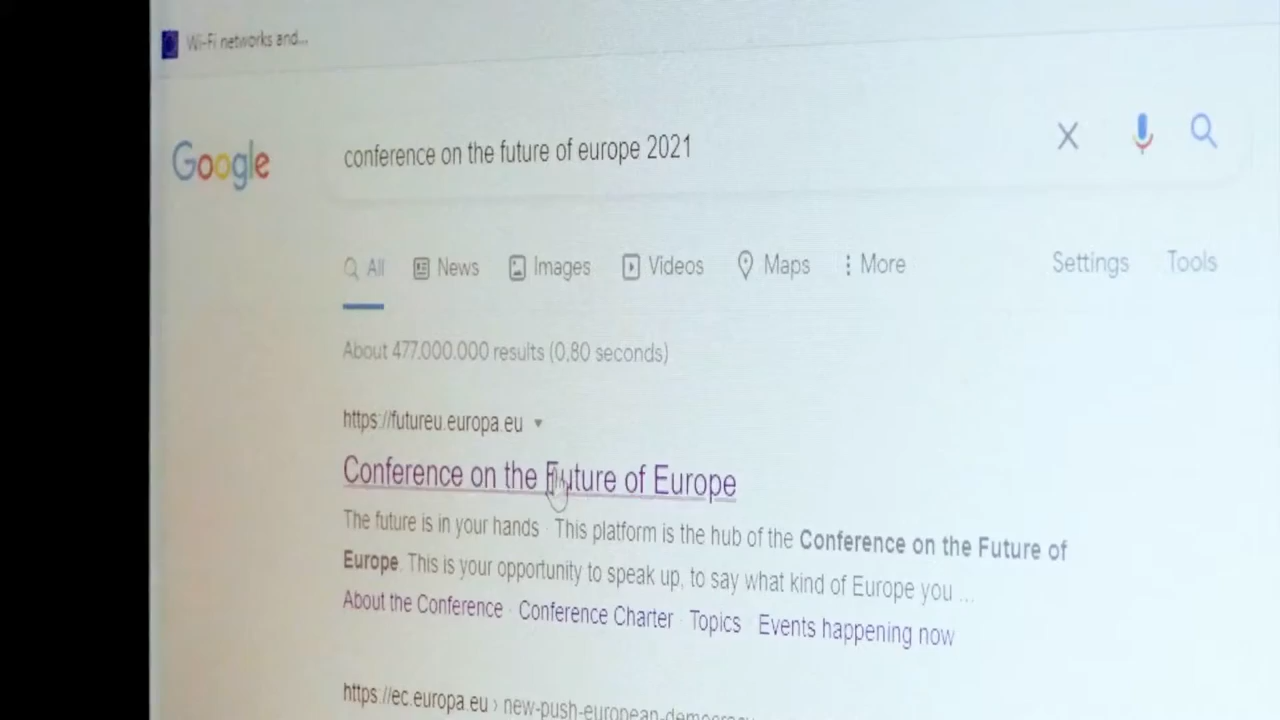 Wi-Fi networks and...
Google
conference on the future of europe 2021
All News Images Videos Maps More Settings Tools
About 477.000.000 results (0,80 seconds)
https://futureu.europa.eu
Conference on the Future of Europe
The future is in your hands · This platform is the hub of the Conference on the Future of
Europe. This is your opportunity to speak up, to say what kind of Europe you ...
About the Conference · Conference Charter · Topics · Events happening now
https://ec.europa.eu › new-push-european-democracy